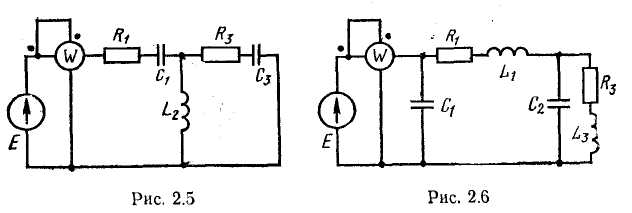 W R₁ C₁ R₃ C₃ L₂ E
W R₁ L₁ C₁ C₂ R₃ L₃ E
Рис. 2.5 Рис. 2.6